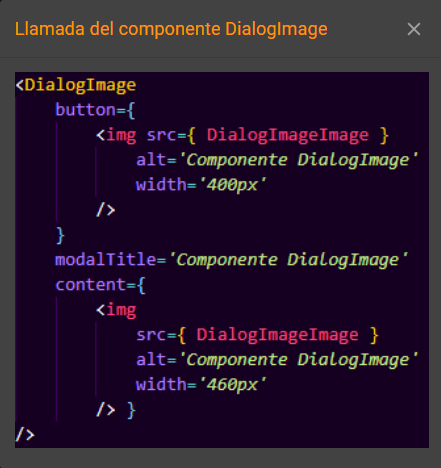 Llamada del componente DialogImage
<DialogImage
button={
<img src={ DialogImageImage }
alt='Componente DialogImage'
width='400px'
/>
}
modalTitle='Componente DialogImage'
content={
<img
src={ DialogImageImage }
alt='Componente DialogImage'
width='460px'
/> }
/>